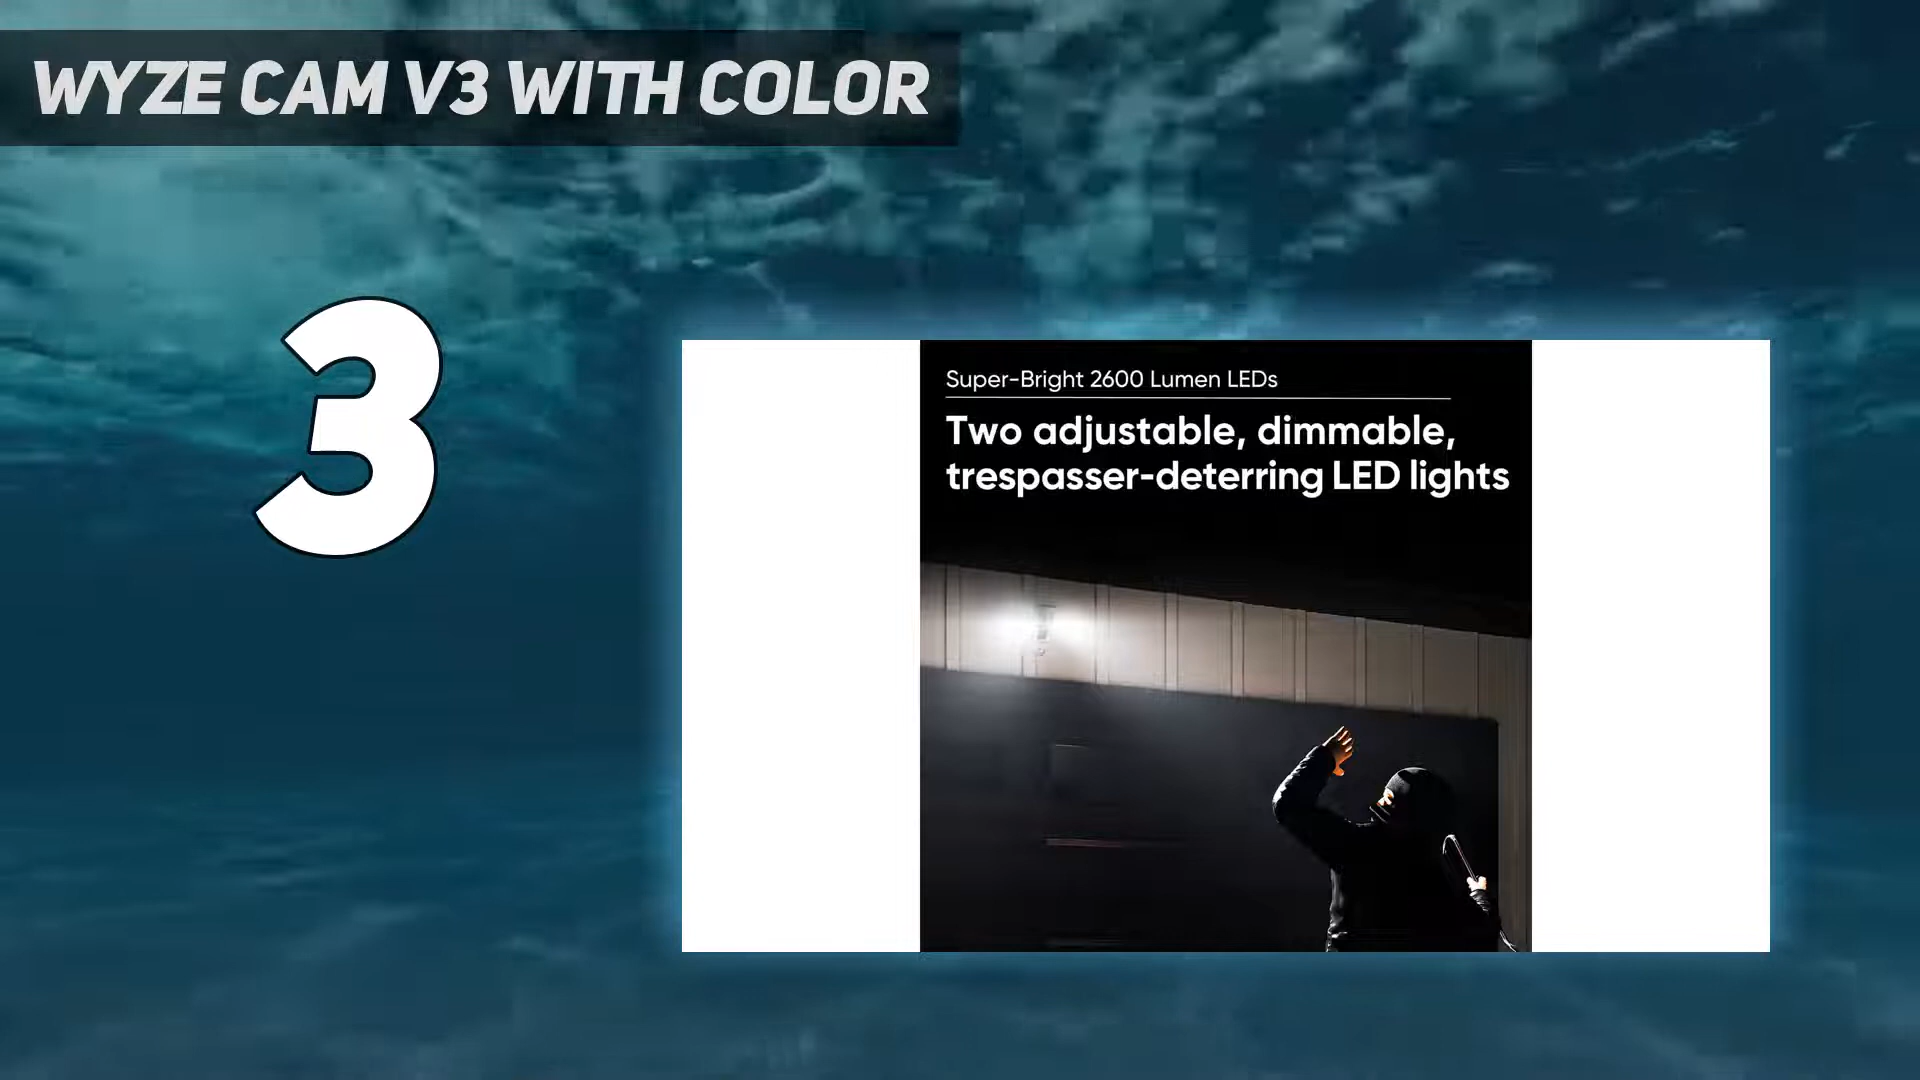 WYZE CAM V3 WITH COLOR
3
Super-Bright 2600 Lumen LEDs
Two adjustable, dimmable,
trespasser-deterring LED lights